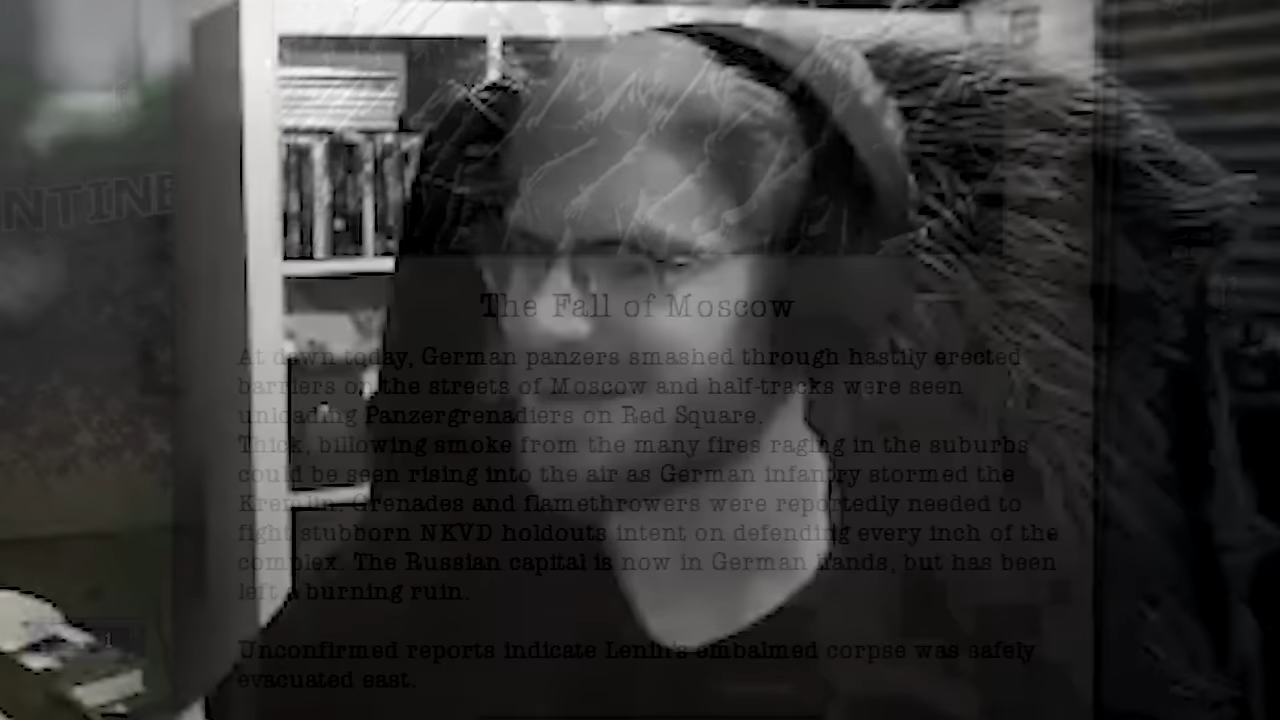 The Fall of Moscow
At dawn today, German panzers smashed through hastily erected
barriers on the streets of Moscow and half-tracks were seen
unloading Panzergrenadiers on Red Square.
Thick, billowing smoke from the many fires raging in the suburbs
could be seen rising into the air as German infantry stormed the
Kremlin. Grenades and flamethrowers were reportedly needed to
fight stubborn NKVD holdouts intent on defending every inch of the
complex. The Russian capital is now in German hands, but has been
left a burning ruin.
Unconfirmed reports indicate Lenin's embalmed corpse was safely
evacuated east.